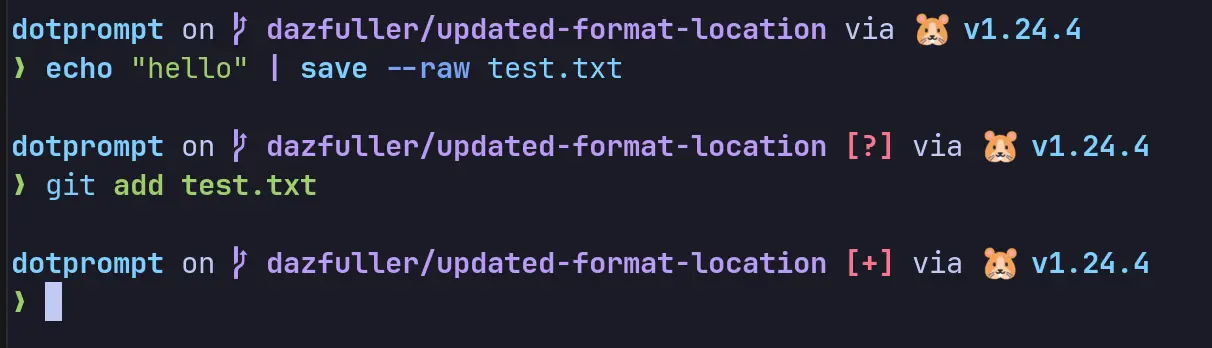 dotprompt on dazfuller/updated-format-location via 🐹 v1.24.4
❯ echo "hello" | save --raw test.txt
dotprompt on dazfuller/updated-format-location [?] via 🐹 v1.24.4
❯ git add test.txt
dotprompt on dazfuller/updated-format-location [+] via 🐹 v1.24.4
❯